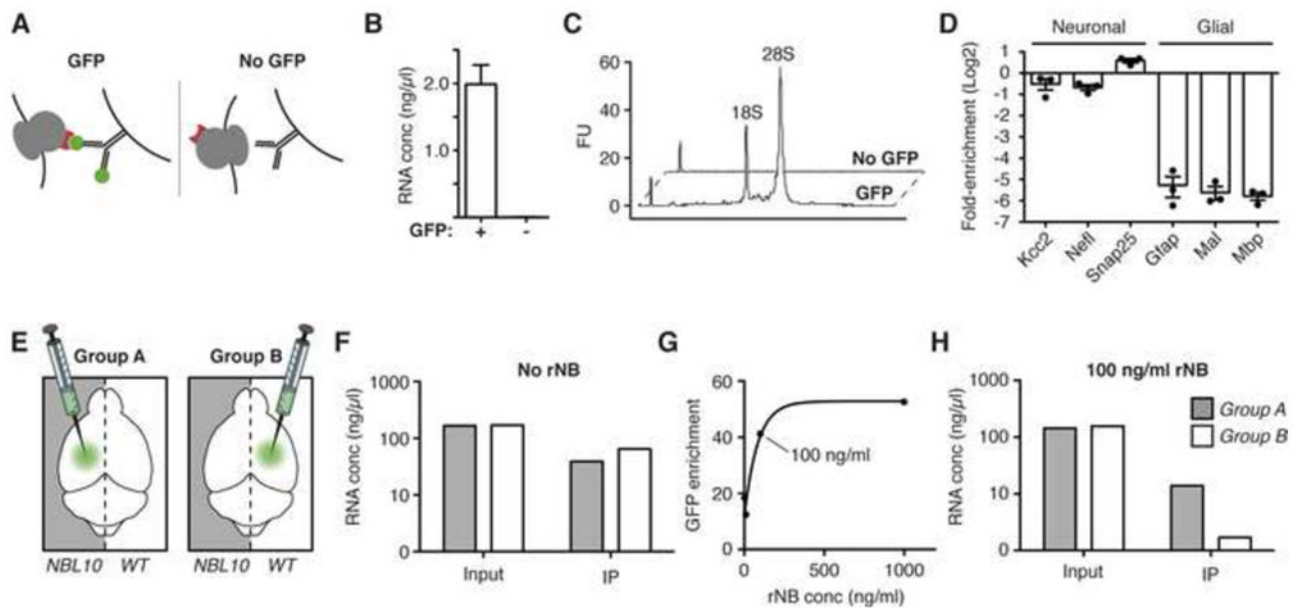 A
GFP
No GFP
B
RNA conc (ng/µl)
2.0
1.0
GFP: + -
C
FU
60
40
20
0
18S
28S
No GFP
GFP
D
Neuronal Glial
Fold-enrichment (Log2)
1
0
-1
-2
-3
-4
-5
-6
-7
Kcc2 Nefl Snap25 Gfap Mal Mbp
E
Group A Group B
NBL10 WT NBL10 WT
F
No rNB
RNA conc (ng/µl)
1000
100
10
0
Input IP
G
GFP enrichment
60
40
20
0
100 ng/ml
0 500 1000
rNB conc (ng/ml)
H
100 ng/ml rNB
RNA conc (ng/µl)
1000
100
10
0
Group A
Group B
Input IP